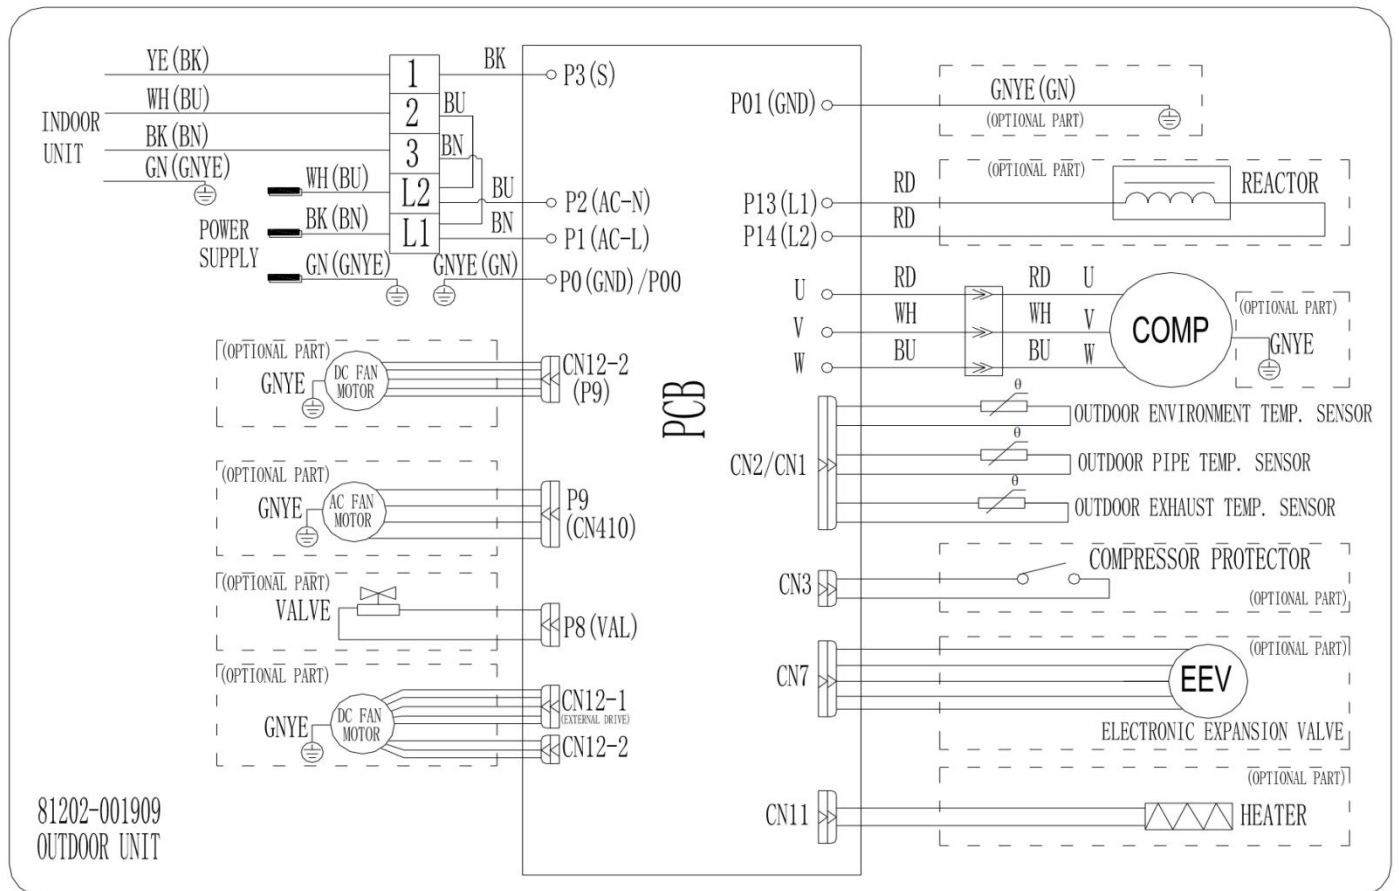 YE(BK)
1
BK
P3(S)
WH(BU)
2
BU
INDOOR
UNIT
BK(BN)
3
BN
GN(GNYE)
WH(BU)
L2
BU
P2(AC-N)
POWER
SUPPLY
BK(BN)
L1
BN
P1(AC-L)
GN(GNYE)
GNYE(GN)
P0(GND)/P00
(OPTIONAL PART)
DC FAN
MOTOR
GNYE
CN12-2
(P9)
(OPTIONAL PART)
AC FAN
MOTOR
GNYE
P9
(CN410)
(OPTIONAL PART)
VALVE
P8(VAL)
(OPTIONAL PART)
DC FAN
MOTOR
GNYE
CN12-1
(EXTERNAL DRIVE)
CN12-2
81202-001909
OUTDOOR UNIT
PCB
P01(GND)
GNYE(GN)
(OPTIONAL PART)
(OPTIONAL PART)
P13(L1)
RD
REACTOR
P14(L2)
RD
U
RD
RD
U
V
WH
WH
V
W
BU
BU
W
COMP
(OPTIONAL PART)
GNYE
CN2/CN1
θ
OUTDOOR ENVIRONMENT TEMP. SENSOR
θ
OUTDOOR PIPE TEMP. SENSOR
θ
OUTDOOR EXHAUST TEMP. SENSOR
CN3
COMPRESSOR PROTECTOR
(OPTIONAL PART)
CN7
(OPTIONAL PART)
EEV
ELECTRONIC EXPANSION VALVE
(OPTIONAL PART)
CN11
HEATER